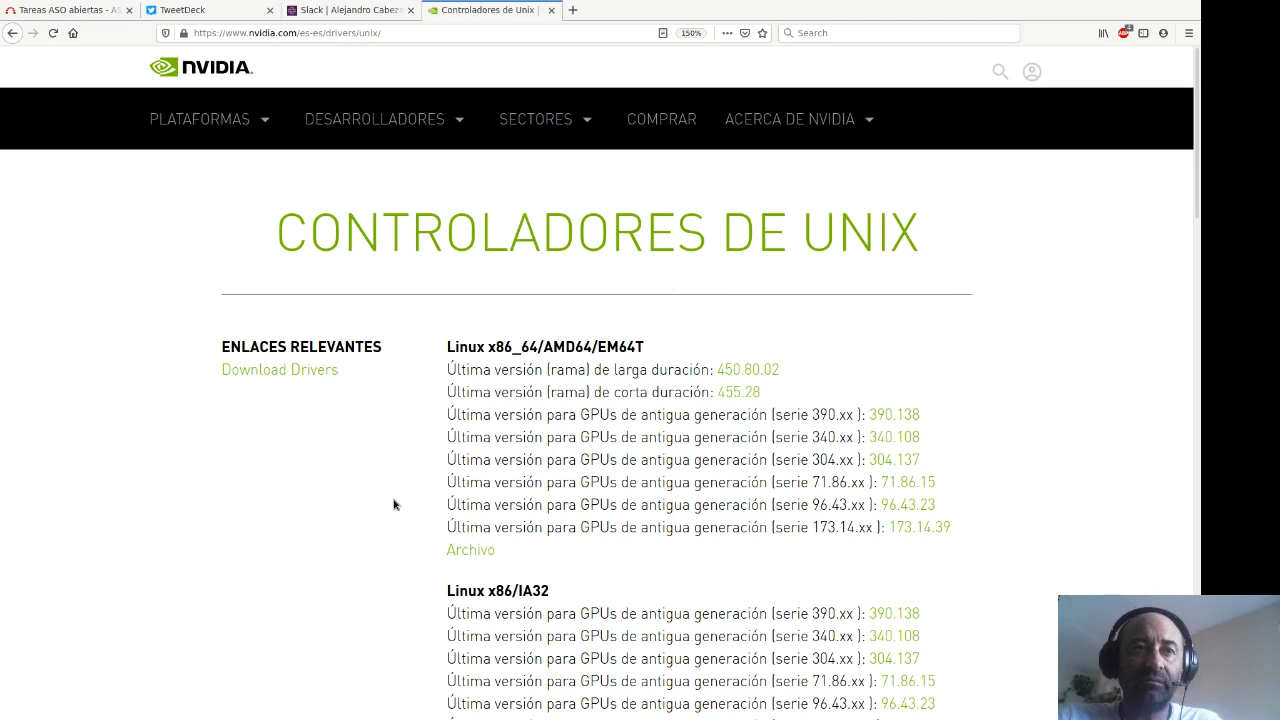 Tareas ASO abiertas - AS
TweetDeck
Slack | Alejandro Cabeza
Controladores de Unix |
https://www.nvidia.com/es-es/drivers/unix/
150%
Search
NVIDIA.
PLATAFORMAS
DESARROLLADORES
SECTORES
COMPRAR
ACERCA DE NVIDIA
CONTROLADORES DE UNIX
ENLACES RELEVANTES
Download Drivers
Linux x86_64/AMD64/EM64T
Última versión (rama) de larga duración: 450.80.02
Última versión (rama) de corta duración: 455.28
Última versión para GPUs de antigua generación (serie 390.xx ): 390.138
Última versión para GPUs de antigua generación (serie 340.xx ): 340.108
Última versión para GPUs de antigua generación (serie 304.xx ): 304.137
Última versión para GPUs de antigua generación (serie 71.86.xx ): 71.86.15
Última versión para GPUs de antigua generación (serie 96.43.xx ): 96.43.23
Última versión para GPUs de antigua generación (serie 173.14.xx ): 173.14.39
Archivo
Linux x86/IA32
Última versión para GPUs de antigua generación (serie 390.xx ): 390.138
Última versión para GPUs de antigua generación (serie 340.xx ): 340.108
Última versión para GPUs de antigua generación (serie 304.xx ): 304.137
Última versión para GPUs de antigua generación (serie 71.86.xx ): 71.86.15
Última versión para GPUs de antigua generación (serie 96.43.xx ): 96.43.23